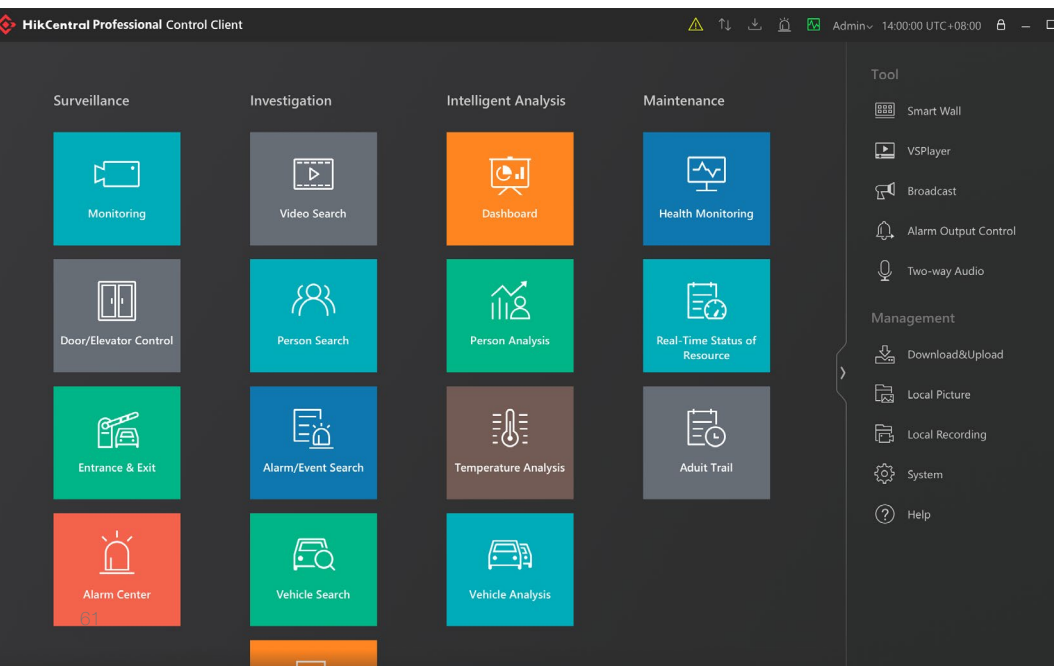 HikCentral Professional Control Client
Admin 14:00:00 UTC+08:00
Surveillance
Monitoring
Door/Elevator Control
Entrance & Exit
Alarm Center
61
Investigation
Video Search
Person Search
Alarm/Event Search
Vehicle Search
Intelligent Analysis
Dashboard
Person Analysis
Temperature Analysis
Vehicle Analysis
Maintenance
Health Monitoring
Real-Time Status of
Resource
Aduit Trail
Tool
Smart Wall
VSPlayer
Broadcast
Alarm Output Control
Two-way Audio
Management
Download&Upload
Local Picture
Local Recording
System
Help